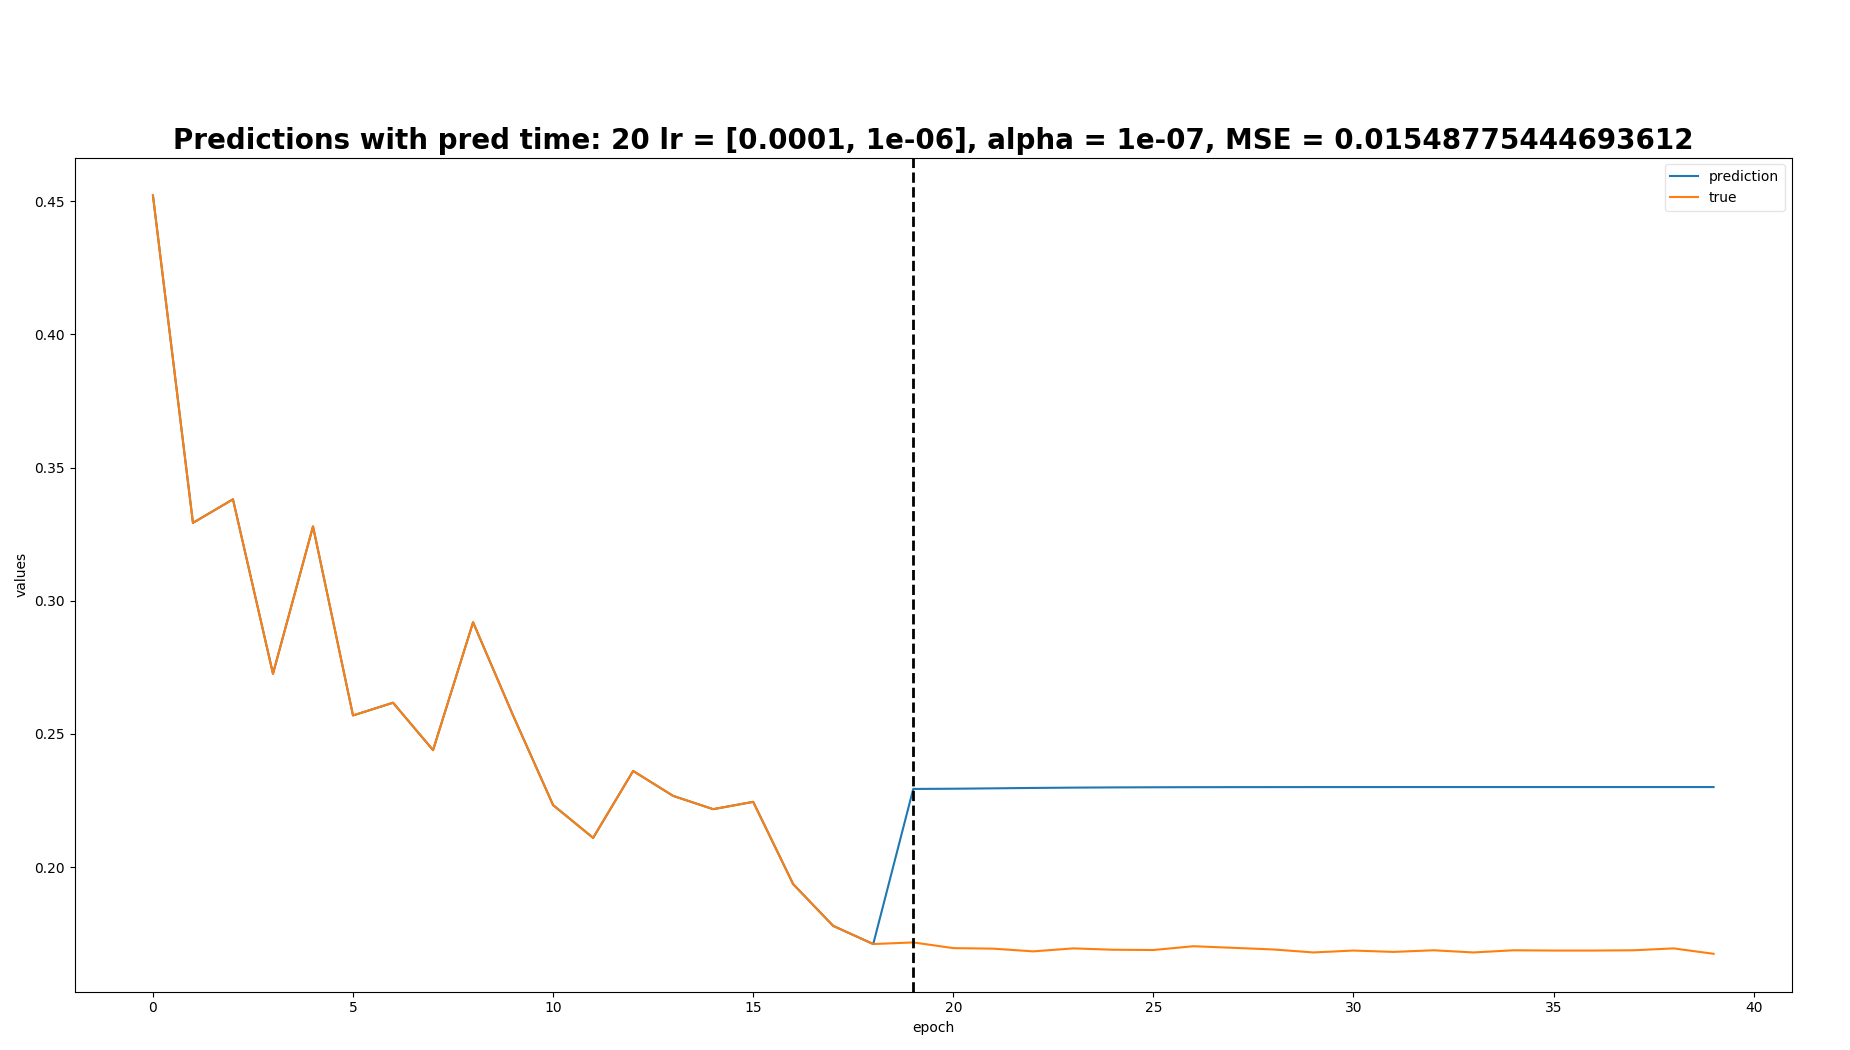 Predictions with pred time: 20 lr = [0.0001, 1e-06], alpha = 1e-07, MSE = 0.01548775444693612
prediction
true
0.45
0.40
0.35
0.30
0.25
0.20
values
0 5 10 15 20 25 30 35 40
epoch